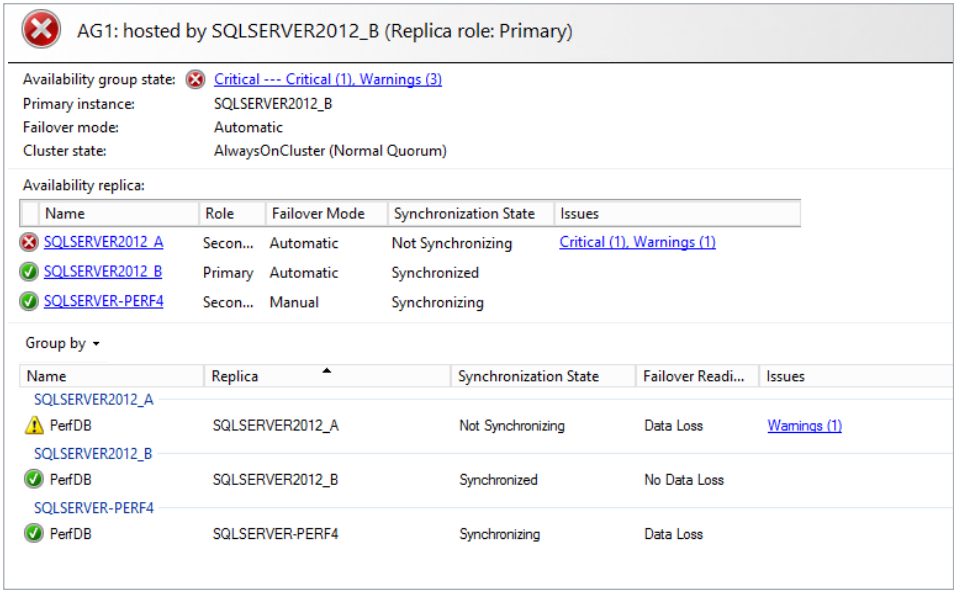 AG1: hosted by SQLSERVER2012_B (Replica role: Primary)
Availability group state: Critical --- Critical (1), Warnings (3)
Primary instance: SQLSERVER2012_B
Failover mode: Automatic
Cluster state: AlwaysOnCluster (Normal Quorum)
Availability replica:
Name Role Failover Mode Synchronization State Issues
SQLSERVER2012_A Secon... Automatic Not Synchronizing Critical (1), Warnings (1)
SQLSERVER2012_B Primary Automatic Synchronized
SQLSERVER-PERF4 Secon... Manual Synchronizing
Group by
Name Replica Synchronization State Failover Readi... Issues
SQLSERVER2012_A
PerfDB SQLSERVER2012_A Not Synchronizing Data Loss Warnings (1)
SQLSERVER2012_B
PerfDB SQLSERVER2012_B Synchronized No Data Loss
SQLSERVER-PERF4
PerfDB SQLSERVER-PERF4 Synchronizing Data Loss